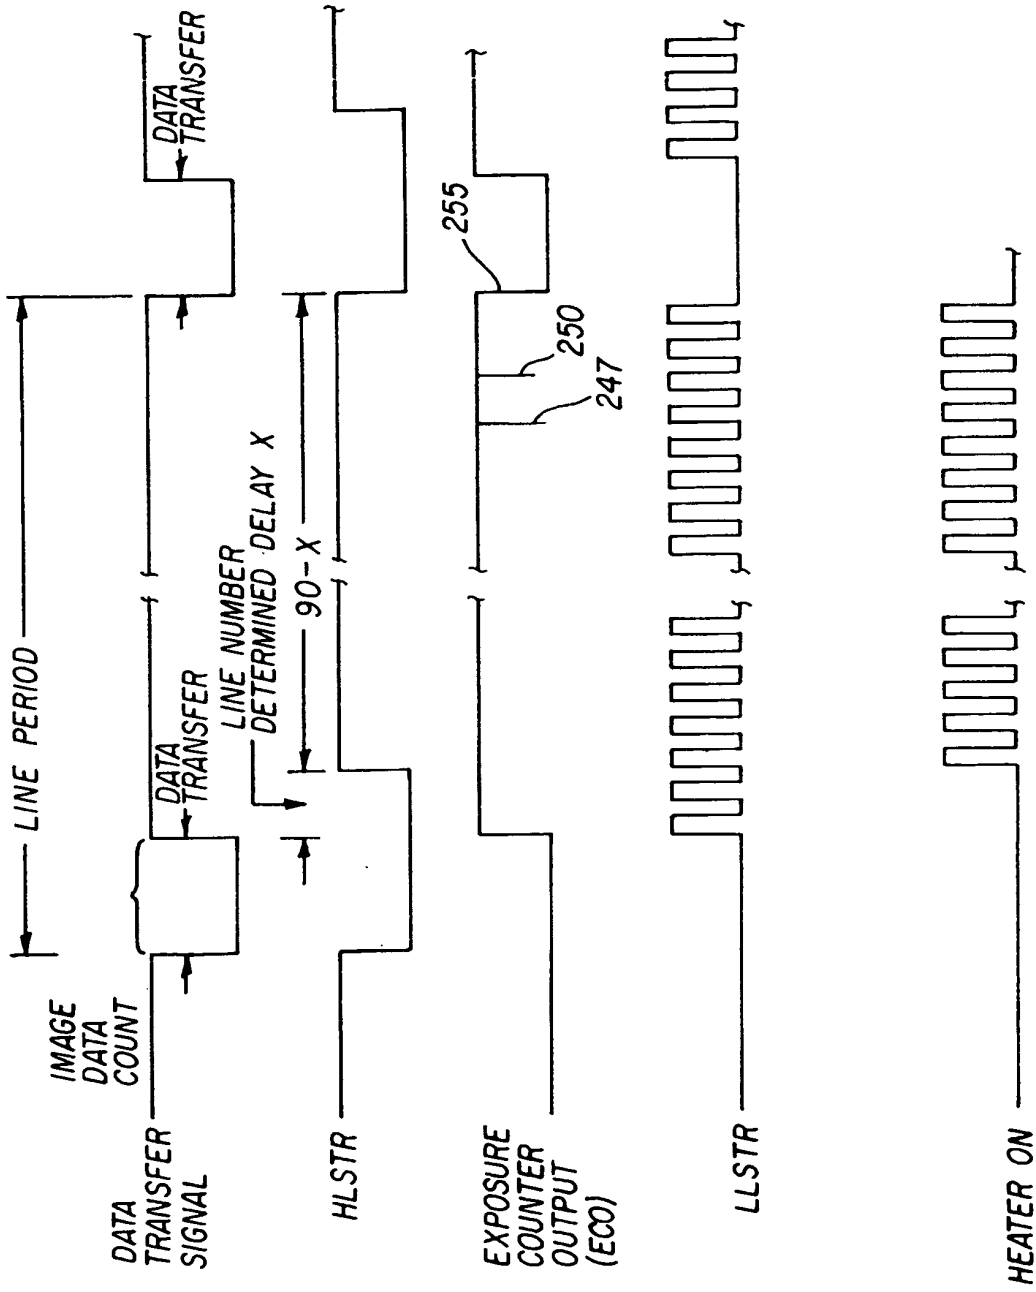 LINE PERIOD
IMAGE
DATA
COUNT
DATA
TRANSFER
DATA
TRANSFER
DATA
TRANSFER
SIGNAL
LINE NUMBER
DETERMINED DELAY X
90-X
HLSTR
255
250
247
EXPOSURE
COUNTER
OUTPUT
(ECO)
LLSTR
HEATER ON